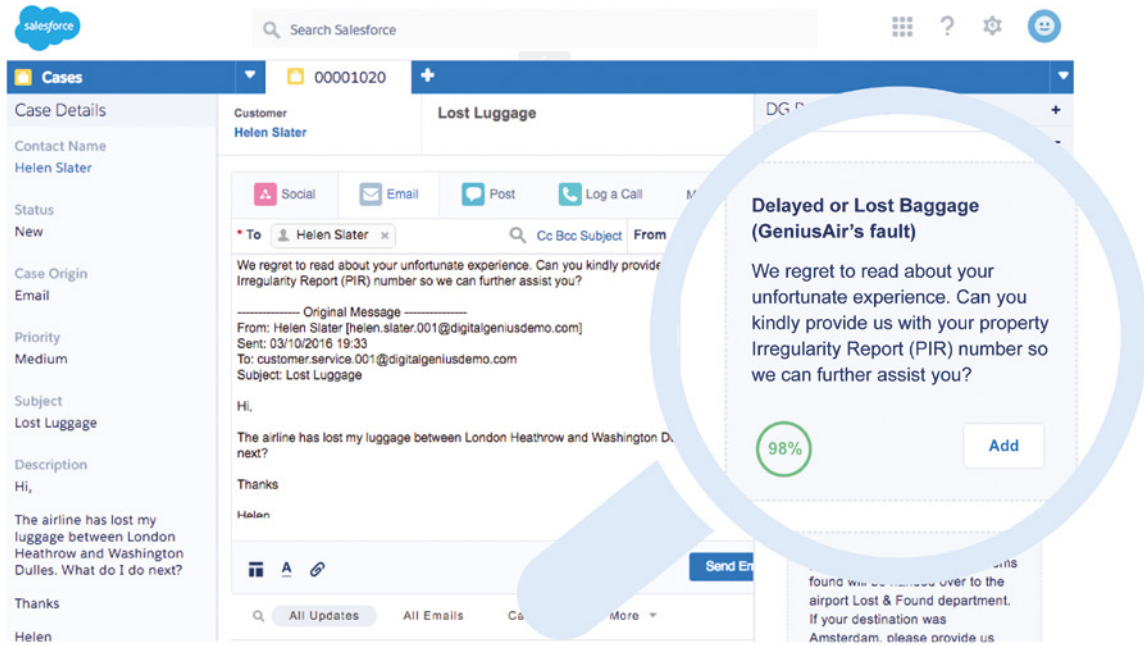 salesforce
Search Salesforce
?
Cases
00001020
+
Case Details
Contact Name
Helen Slater
Status
New
Case Origin
Email
Priority
Medium
Subject
Lost Luggage
Description
Hi,
The airline has lost my
luggage between London
Heathrow and Washington
Dulles. What do I do next?
Thanks
Helen
Customer
Helen Slater
Lost Luggage
Social
Email
Post
Log a Call
* To
Helen Slater ×
Cc Bcc Subject From
We regret to read about your unfortunate experience. Can you kindly provide
Irregularity Report (PIR) number so we can further assist you?
--------------- Original Message ---------------
From: Helen Slater [helen.slater.001@digitalgeniusdemo.com]
Sent: 03/10/2016 19:33
To: customer.service.001@digitalgeniusdemo.com
Subject: Lost Luggage
Hi,
The airline has lost my luggage between London Heathrow and Washington
next?
Thanks
Helen
A
Send
All Updates
All Emails
More
DG
+
-
Delayed or Lost Baggage
(GeniusAir's fault)
We regret to read about your
unfortunate experience. Can you
kindly provide us with your property
Irregularity Report (PIR) number so
we can further assist you?
98%
Add
found will be handed over to the
airport Lost & Found department.
If your destination was
Amsterdam, please provide us